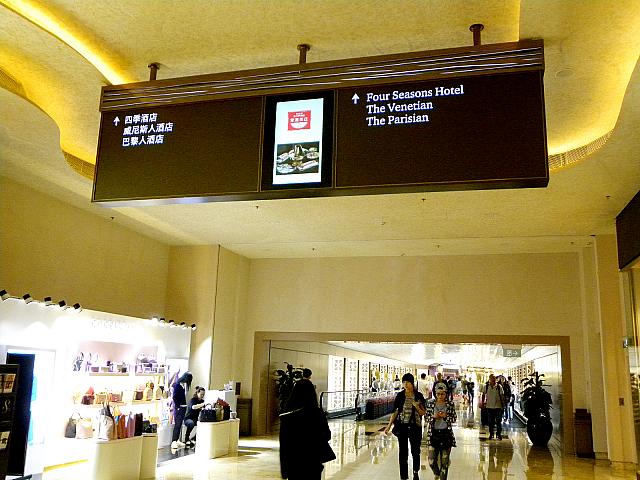 四季酒店
威尼斯人酒店
巴黎人酒店
Four Seasons Hotel
The Venetian
The Parisian